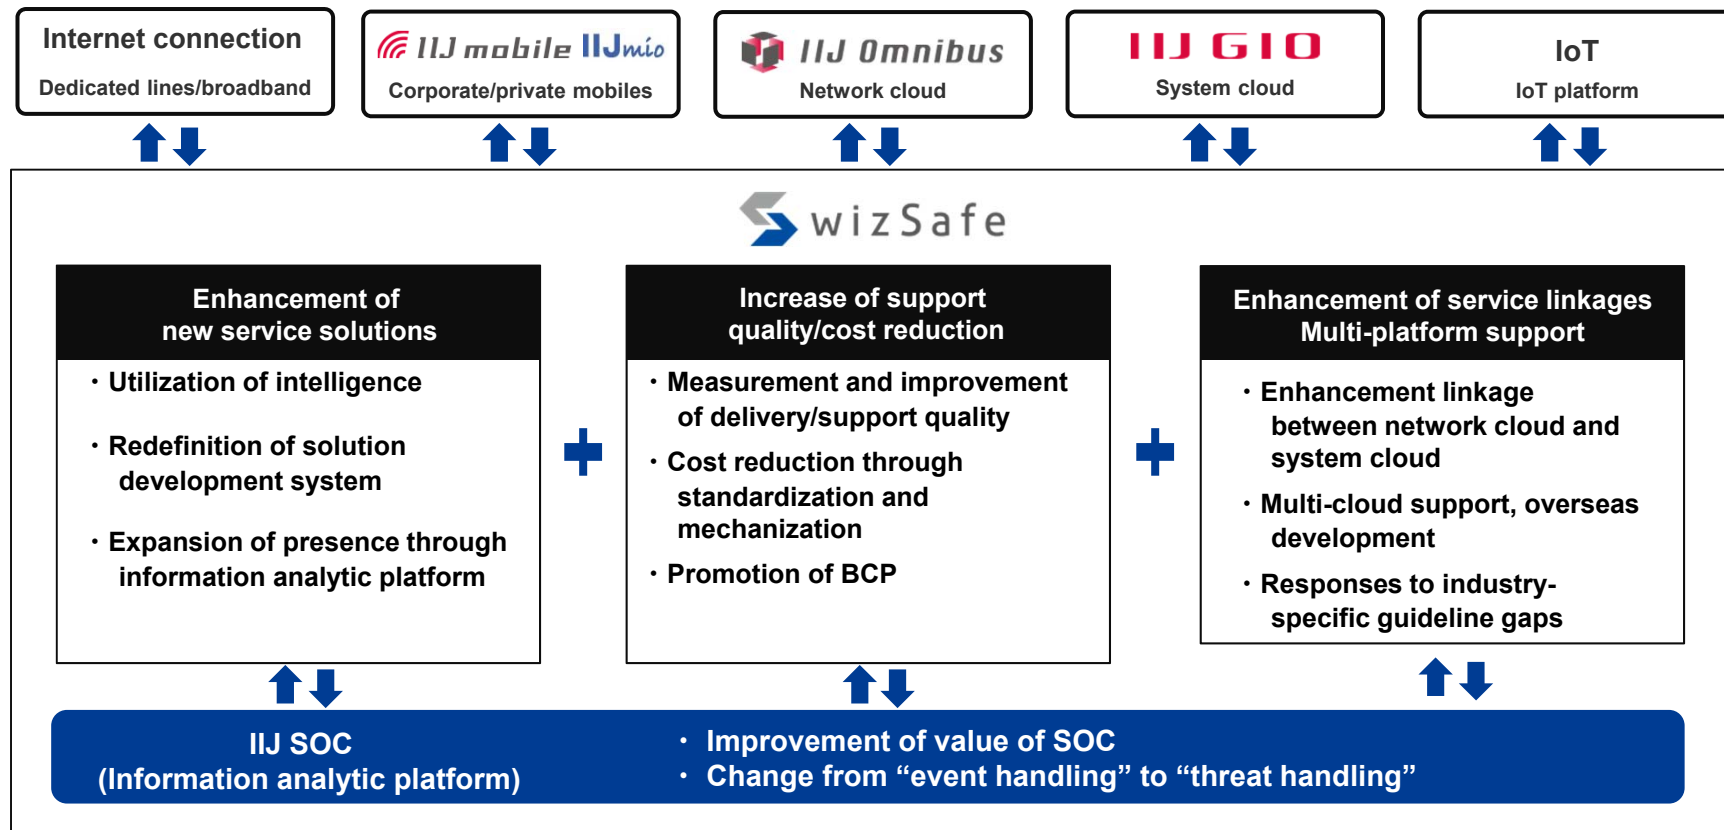 Internet connection
Dedicated lines/broadband
IIJ mobile IIJmio
Corporate/private mobiles
IIJ Omnibus
Network cloud
IIJ GIO
System cloud
IoT
IoT platform
wizSafe
Enhancement of
new service solutions
・Utilization of intelligence
・Redefinition of solution
development system
・Expansion of presence through
information analytic platform
Increase of support
quality/cost reduction
・Measurement and improvement
of delivery/support quality
・Cost reduction through
standardization and
mechanization
・Promotion of BCP
Enhancement of service linkages
Multi-platform support
・Enhancement linkage
between network cloud and
system cloud
・Multi-cloud support, overseas
development
・Responses to industry-
specific guideline gaps
IIJ SOC
(Information analytic platform)
・ Improvement of value of SOC
・ Change from “event handling” to “threat handling”